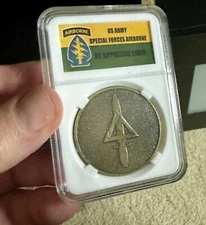 AIRBORNE
US ARMY
SPECIAL FORCES AIRBORNE
DE OPPRESSO LIBER